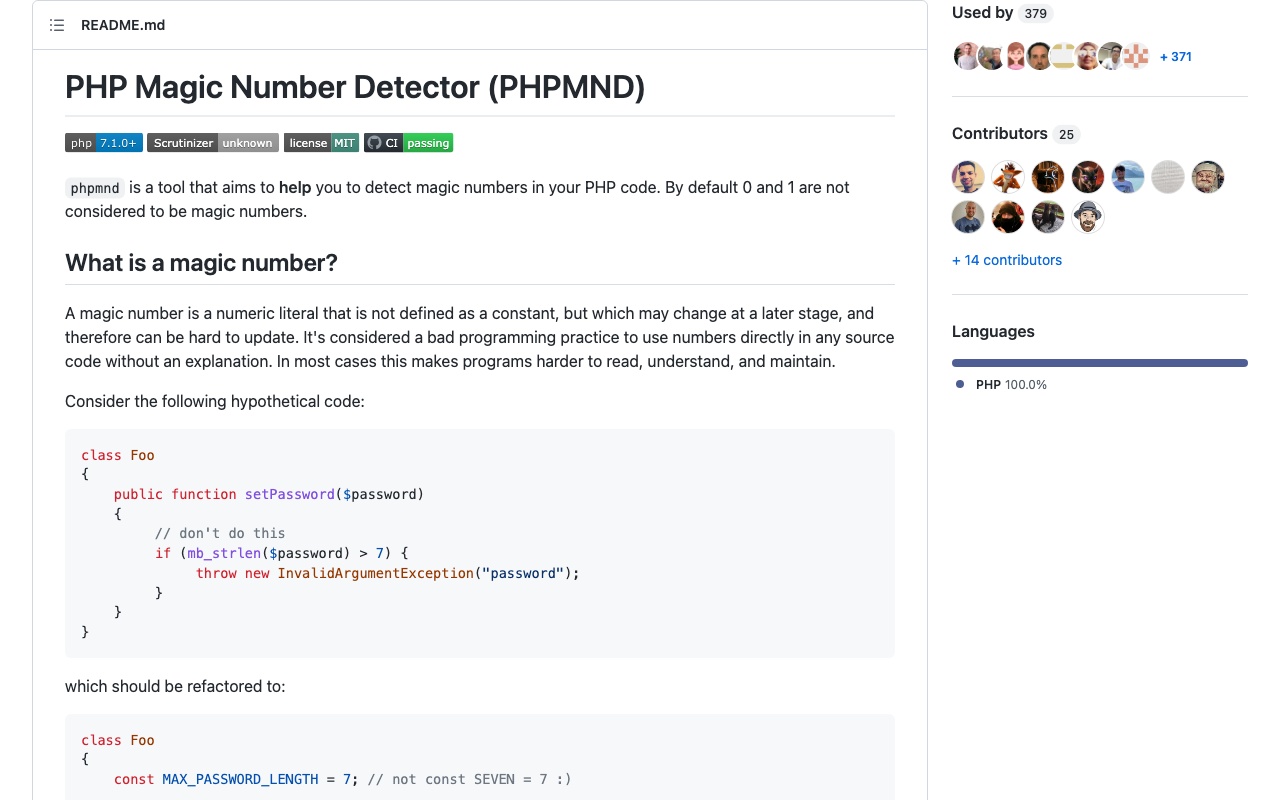 README.md
PHP Magic Number Detector (PHPMND)
php 7.1.0+ Scrutinizer unknown license MIT CI passing
phpmnd is a tool that aims to help you to detect magic numbers in your PHP code. By default 0 and 1 are not
considered to be magic numbers.
What is a magic number?
A magic number is a numeric literal that is not defined as a constant, but which may change at a later stage, and
therefore can be hard to update. It's considered a bad programming practice to use numbers directly in any source
code without an explanation. In most cases this makes programs harder to read, understand, and maintain.
Consider the following hypothetical code:
class Foo
{
    public function setPassword($password)
    {
         // don't do this
         if (mb_strlen($password) > 7) {
              throw new InvalidArgumentException("password");
         }
    }
}
which should be refactored to:
class Foo
{
    const MAX_PASSWORD_LENGTH = 7; // not const SEVEN = 7 :)
Used by 379
+ 371
Contributors 25
+ 14 contributors
Languages
PHP 100.0%